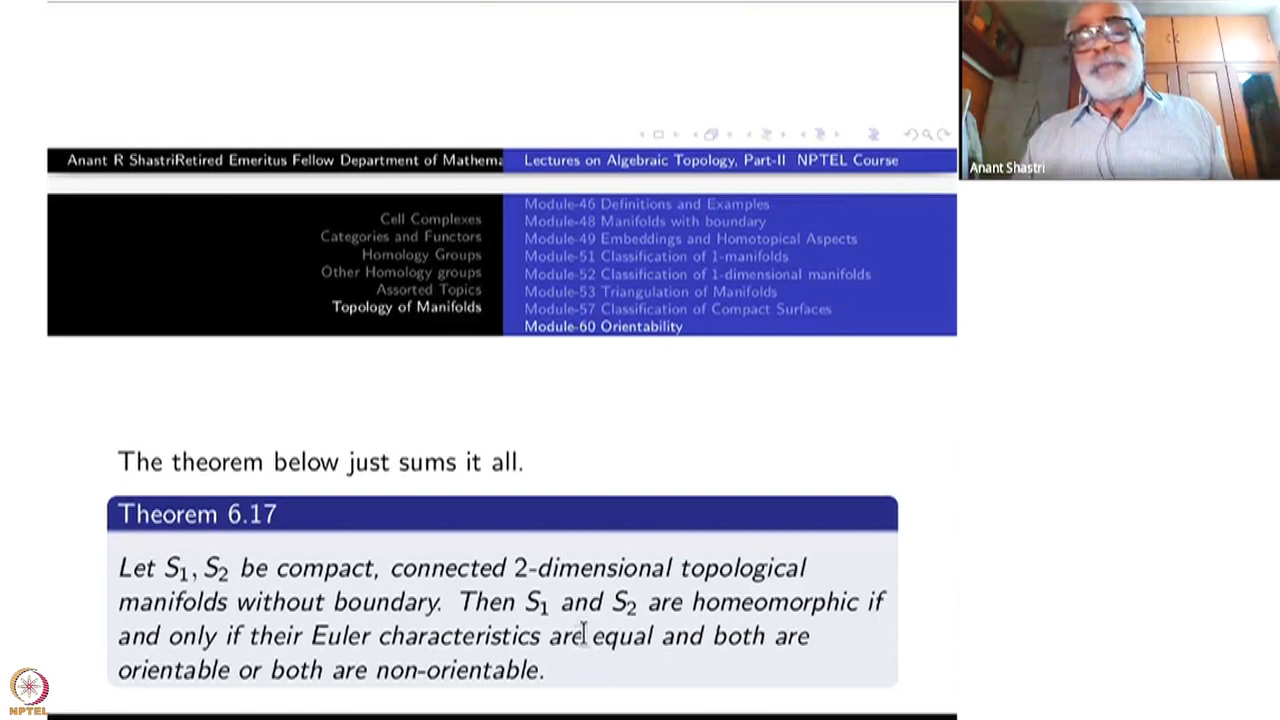 Anant Shastri
Anant R ShastriRetired Emeritus Fellow Department of Mathema
Lectures on Algebraic Topology, Part-II NPTEL Course
Cell Complexes
Categories and Functors
Homology Groups
Other Homology groups
Assorted Topics
Topology of Manifolds
Module-46 Definitions and Examples
Module-48 Manifolds with boundary
Module-49 Embeddings and Homotopical Aspects
Module-51 Classification of 1-manifolds
Module-52 Classification of 1-dimensional manifolds
Module-53 Triangulation of Manifolds
Module-57 Classification of Compact Surfaces
Module-60 Orientability
The theorem below just sums it all.
Theorem 6.17
Let S₁, S₂ be compact, connected 2-dimensional topological
manifolds without boundary. Then S₁ and S₂ are homeomorphic if
and only if their Euler characteristics are equal and both are
orientable or both are non-orientable.
NPTEL